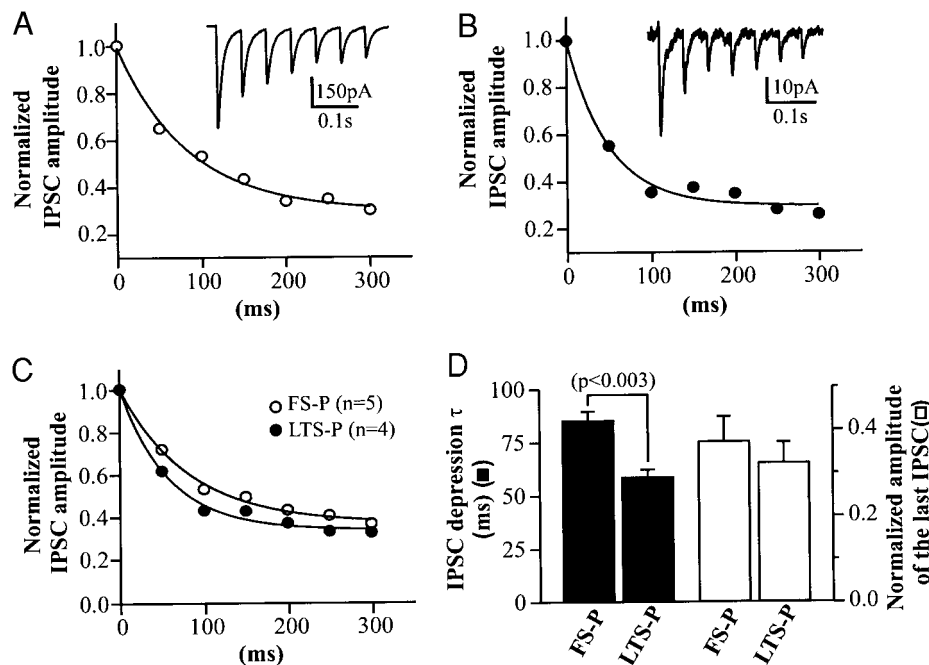 A
Normalized
IPSC amplitude
1.0
0.8
0.6
0.4
0.2
0
100
200
300
(ms)
150pA
0.1s
B
Normalized
IPSC amplitude
1.0
0.8
0.6
0.4
0.2
0
100
200
300
(ms)
10pA
0.1s
C
Normalized
IPSC amplitude
1.0
0.8
0.6
0.4
0.2
0.0
0
100
200
300
(ms)
FS-P (n=5)
LTS-P (n=4)
D
IPSC depression τ
(ms) (■)
100
75
50
25
0
(p<0.003)
FS-P
LTS-P
FS-P
LTS-P
0.4
0.2
0.0
Normalized amplitude
of the last IPSC(□)